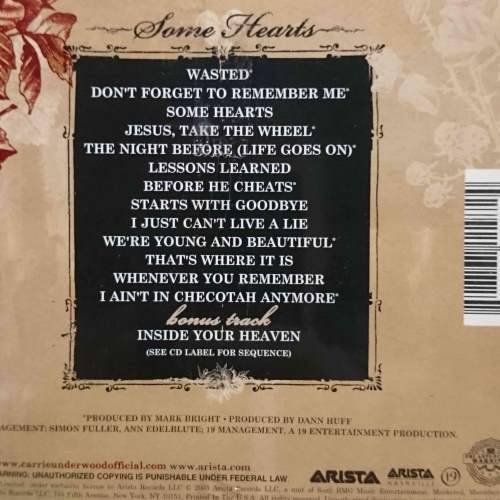 Some Hearts
WASTED*
DON'T FORGET TO REMEMBER ME*
SOME HEARTS
JESUS, TAKE THE WHEEL*
THE NIGHT BEFORE (LIFE GOES ON)*
LESSONS LEARNED
BEFORE HE CHEATS*
STARTS WITH GOODBYE
I JUST CAN'T LIVE A LIE
WE'RE YOUNG AND BEAUTIFUL*
THAT'S WHERE IT IS
WHENEVER YOU REMEMBER
I AIN'T IN CHECOTAH ANYMORE*
bonus track
INSIDE YOUR HEAVEN
(SEE CD LABEL FOR SEQUENCE)
*PRODUCED BY MARK BRIGHT • PRODUCED BY DANN HUFF
AGEMENT: SIMON FULLER, ANN EDELBLUTE; 19 MANAGEMENT, A 19 ENTERTAINMENT PRODUCTION.
www.carrieunderwoodofficial.com www.arista.com
WARNING: UNAUTHORIZED COPYING IS PUNISHABLE UNDER FEDERAL LAW
ARISTA
ARISTA
NASHVILLE
19